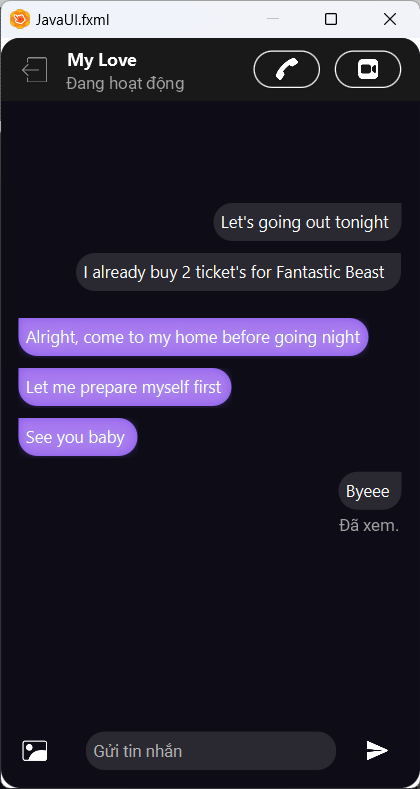 JavaUI.fxml
My Love
Đang hoạt động
Let's going out tonight
I already buy 2 ticket's for Fantastic Beast
Alright, come to my home before going night
Let me prepare myself first
See you baby
Byeee
Đã xem.
Gửi tin nhắn